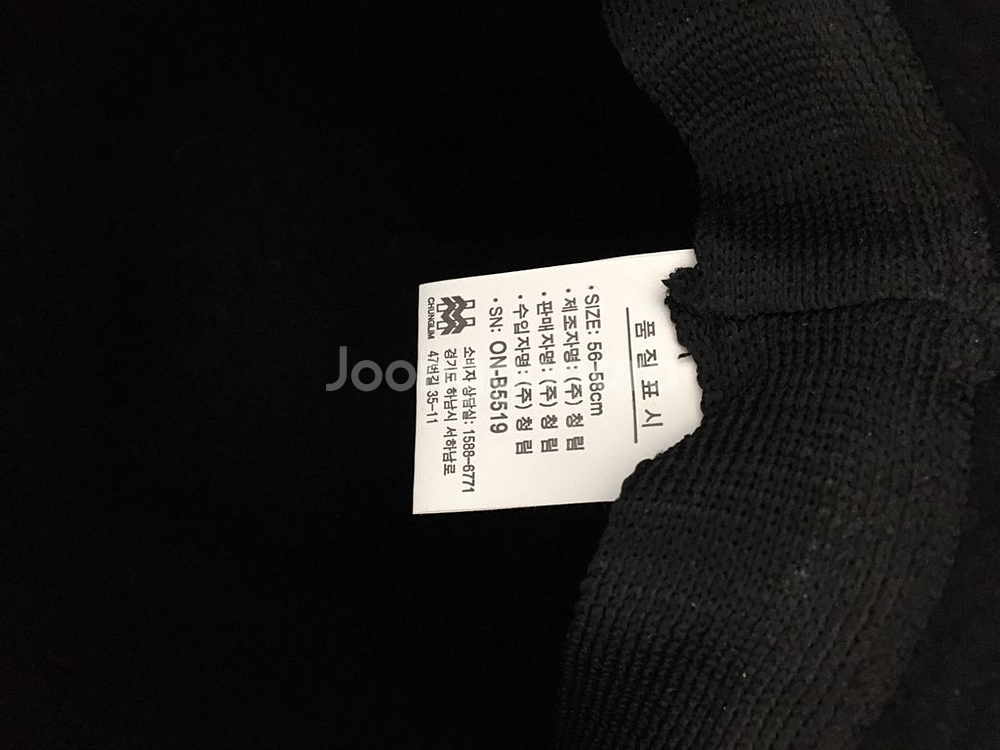 품 질 표 시
• SIZE: 56-58cm
• 제 조 자 명 : (주) 청 림
• 판매자명 : (주) 청 림
• 수입자명 : (주) 청 림
• SN: ON-B5519
CHUNGLIM
소비자 상담실: 1588-6771
경기도 하남시 서하남로
47번길 35-11
Joo